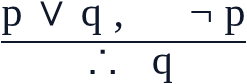 p ∨ q , ¬ p
∴ q